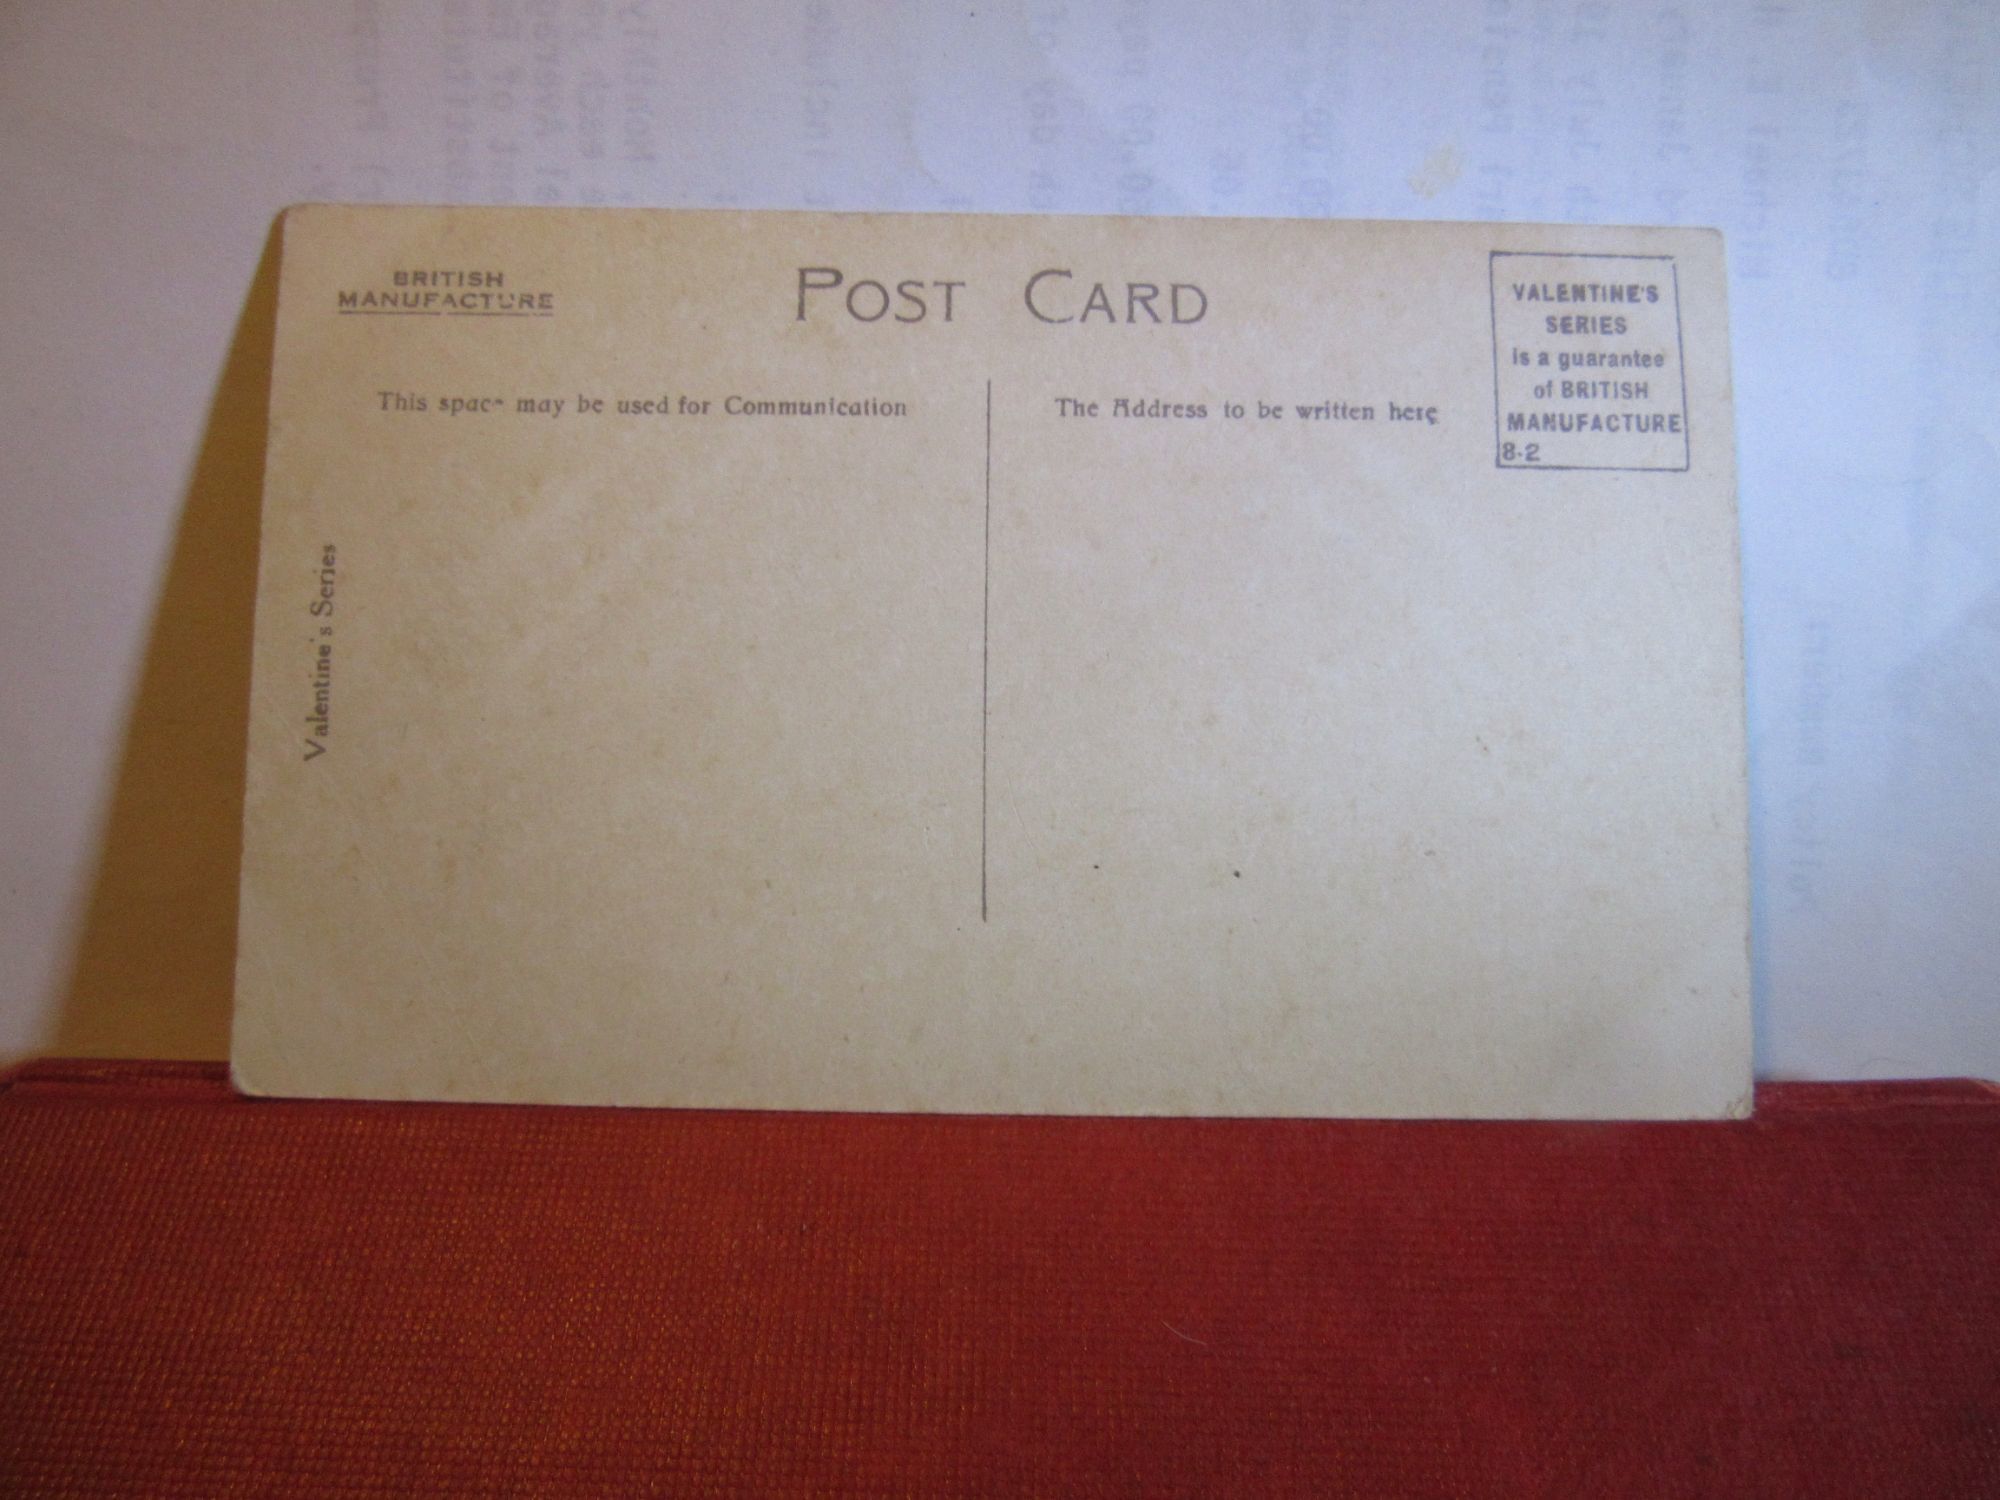 BRITISH
MANUFACTURE
POST CARD
VALENTINE'S
SERIES
is a guarantee
of BRITISH
MANUFACTURE
8-2
This space may be used for Communication
The Address to be written here
Valentine's Series